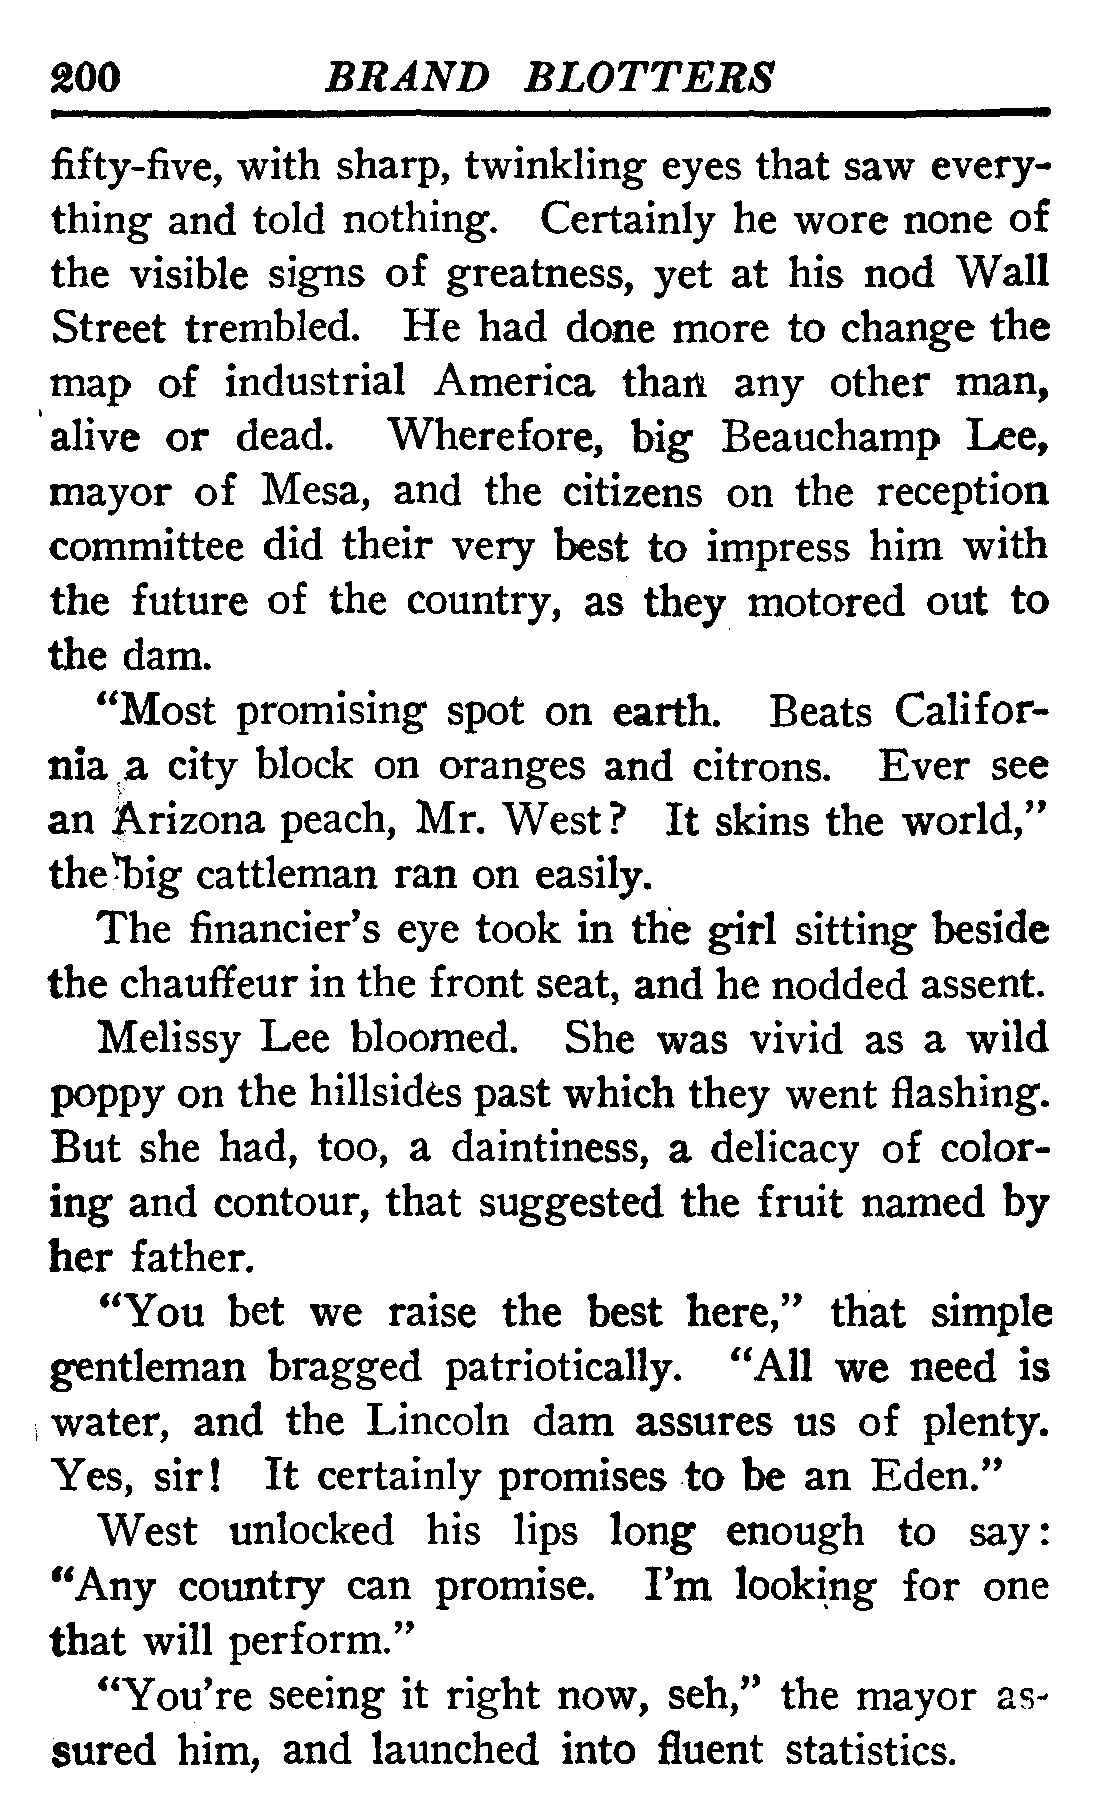 200 BRAND BLOTTERS
fifty-five, with sharp, twinkling eyes that saw every-
thing and told nothing. Certainly he wore none of
the visible signs of greatness, yet at his nod Wall
Street trembled. He had done more to change the
map of industrial America than any other man,
alive or dead. Wherefore, big Beauchamp Lee,
mayor of Mesa, and the citizens on the reception
committee did their very best to impress him with
the future of the country, as they motored out to
the dam.
“Most promising spot on earth. Beats Califor-
nia a city block on oranges and citrons. Ever see
an Arizona peach, Mr. West? It skins the world,”
the big cattleman ran on easily.
The financier’s eye took in the girl sitting beside
the chauffeur in the front seat, and he nodded assent.
Melissy Lee bloomed. She was vivid as a wild
poppy on the hillsides past which they went flashing.
But she had, too, a daintiness, a delicacy of color-
ing and contour, that suggested the fruit named by
her father.
“You bet we raise the best here,” that simple
gentleman bragged patriotically. “All we need is
water, and the Lincoln dam assures us of plenty.
Yes, sir! It certainly promises to be an Eden.”
West unlocked his lips long enough to say:
“Any country can promise. I’m looking for one
that will perform.”
“You’re seeing it right now, seh,” the mayor as-
sured him, and launched into fluent statistics.